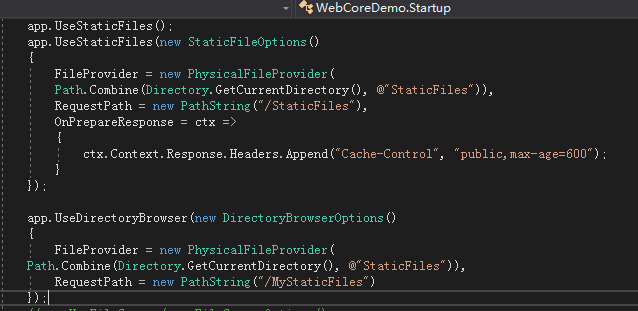 WebCoreDemo.Startup
app.UseStaticFiles();
app.UseStaticFiles(new StaticFileOptions()
{
FileProvider = new PhysicalFileProvider(
Path.Combine(Directory.GetCurrentDirectory(), @"StaticFiles")),
RequestPath = new PathString("/StaticFiles"),
OnPrepareResponse = ctx =>
{
ctx.Context.Response.Headers.Append("Cache-Control", "public,max-age=600");
}
});
app.UseDirectoryBrowser(new DirectoryBrowserOptions()
{
FileProvider = new PhysicalFileProvider(
Path.Combine(Directory.GetCurrentDirectory(), @"StaticFiles")),
RequestPath = new PathString("/MyStaticFiles")
});